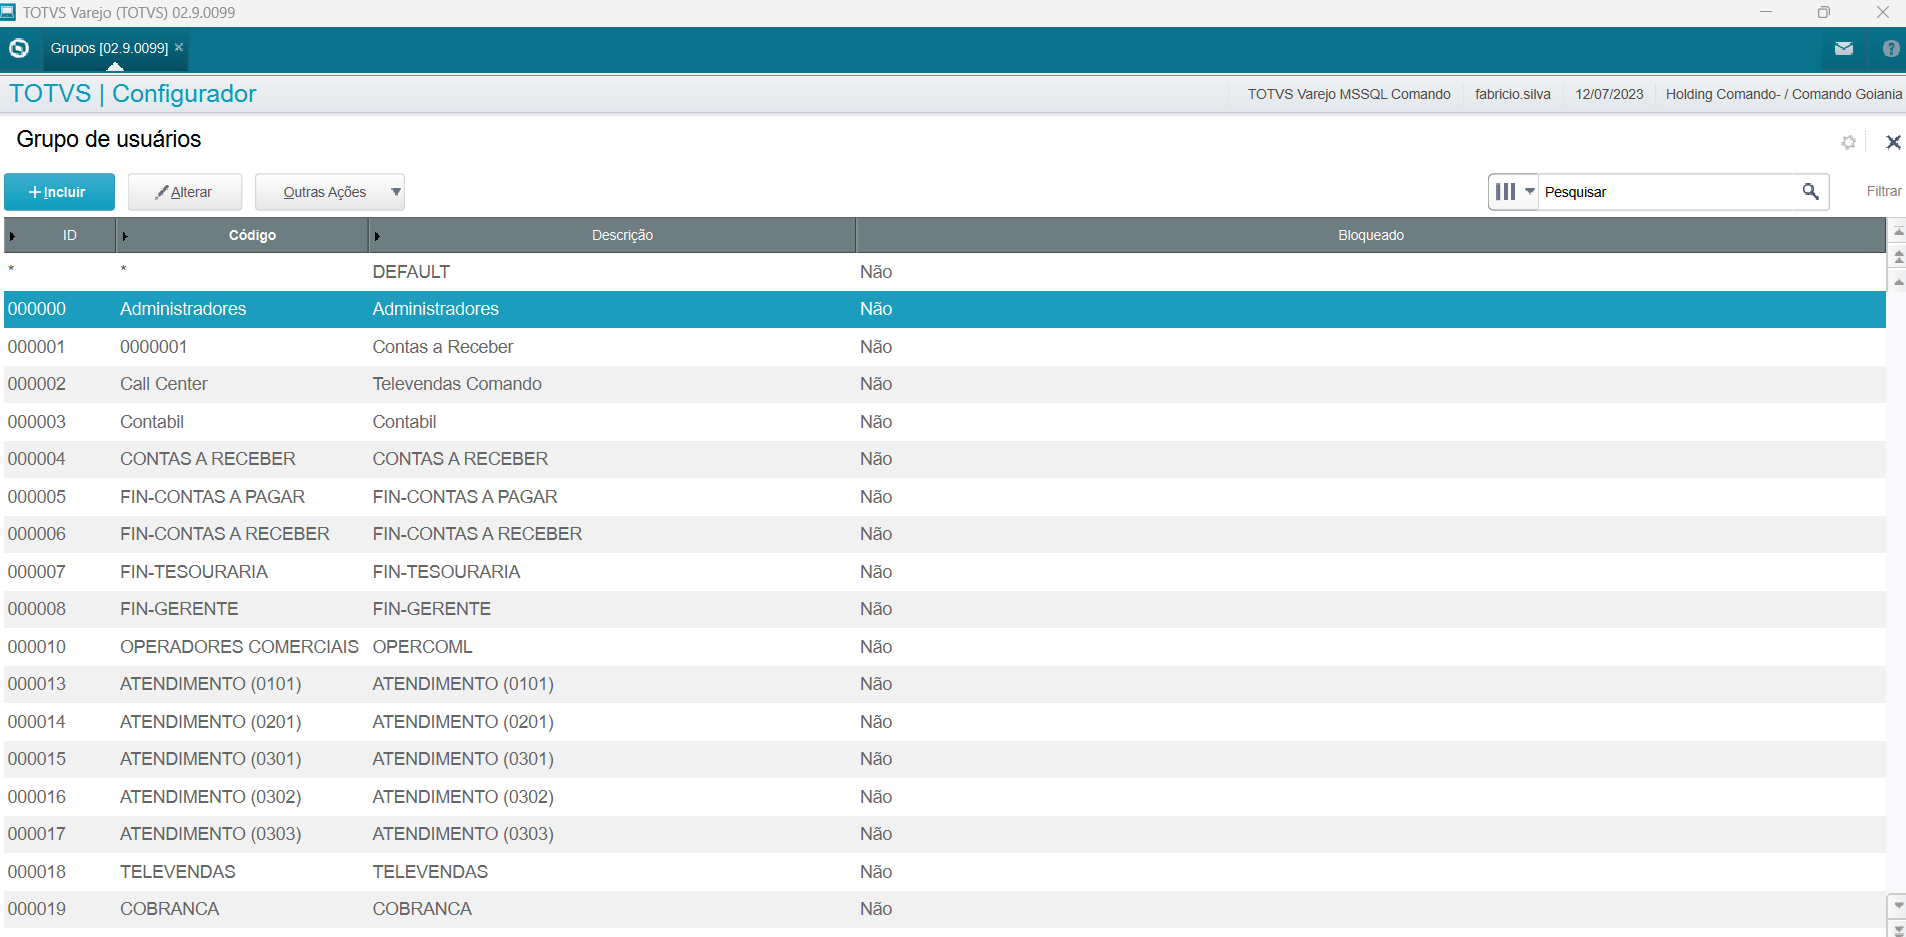 TOTVS Varejo (TOTVS) 02.9.0099
Grupos [02.9.0099]
TOTVS | Configurador
TOTVS Varejo MSSQL Comando fabricio.silva 12/07/2023 Holding Comando- / Comando Goiania
Grupo de usuários
+ Incluir Alterar Outras Ações Pesquisar Filtrar
ID Código Descrição Bloqueado
* * DEFAULT Não
000000 Administradores Administradores Não
000001 0000001 Contas a Receber Não
000002 Call Center Televendas Comando Não
000003 Contabil Contabil Não
000004 CONTAS A RECEBER CONTAS A RECEBER Não
000005 FIN-CONTAS A PAGAR FIN-CONTAS A PAGAR Não
000006 FIN-CONTAS A RECEBER FIN-CONTAS A RECEBER Não
000007 FIN-TESOURARIA FIN-TESOURARIA Não
000008 FIN-GERENTE FIN-GERENTE Não
000010 OPERADORES COMERCIAIS OPERCOML Não
000013 ATENDIMENTO (0101) ATENDIMENTO (0101) Não
000014 ATENDIMENTO (0201) ATENDIMENTO (0201) Não
000015 ATENDIMENTO (0301) ATENDIMENTO (0301) Não
000016 ATENDIMENTO (0302) ATENDIMENTO (0302) Não
000017 ATENDIMENTO (0303) ATENDIMENTO (0303) Não
000018 TELEVENDAS TELEVENDAS Não
000019 COBRANCA COBRANCA Não